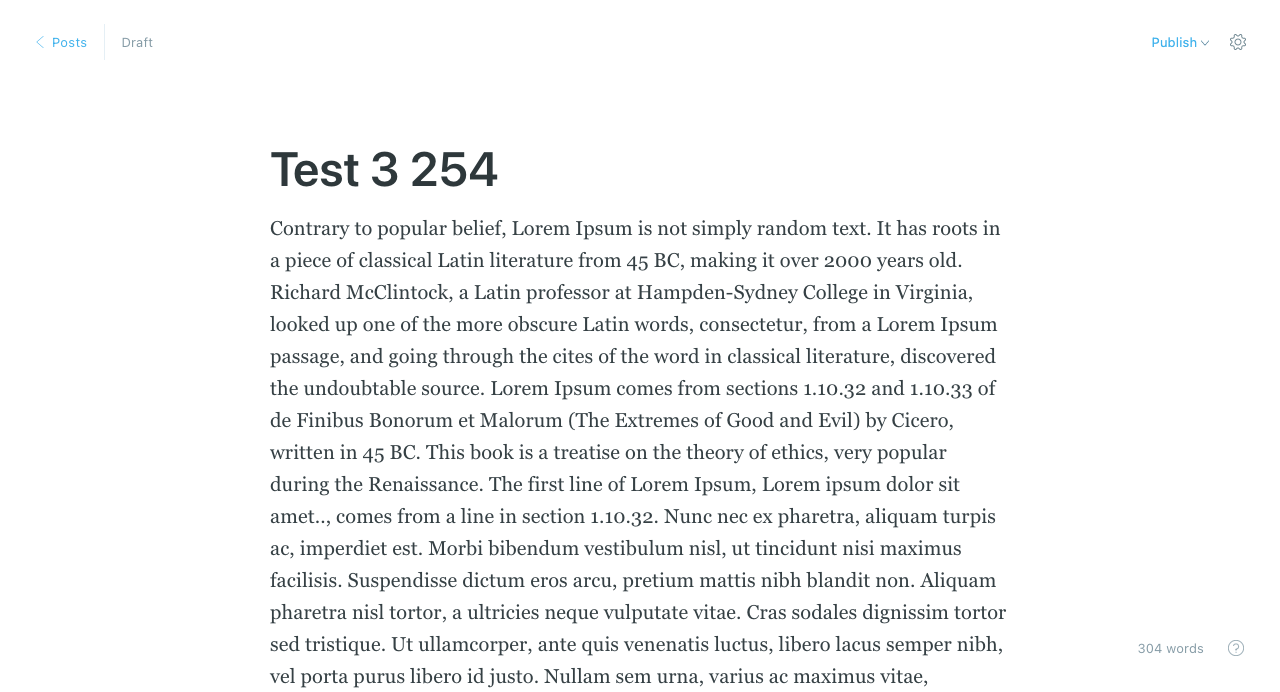 Posts
Draft
Publish
Test 3 254
Contrary to popular belief, Lorem Ipsum is not simply random text. It has roots in
a piece of classical Latin literature from 45 BC, making it over 2000 years old.
Richard McClintock, a Latin professor at Hampden-Sydney College in Virginia,
looked up one of the more obscure Latin words, consectetur, from a Lorem Ipsum
passage, and going through the cites of the word in classical literature, discovered
the undoubtable source. Lorem Ipsum comes from sections 1.10.32 and 1.10.33 of
de Finibus Bonorum et Malorum (The Extremes of Good and Evil) by Cicero,
written in 45 BC. This book is a treatise on the theory of ethics, very popular
during the Renaissance. The first line of Lorem Ipsum, Lorem ipsum dolor sit
amet.., comes from a line in section 1.10.32. Nunc nec ex pharetra, aliquam turpis
ac, imperdiet est. Morbi bibendum vestibulum nisl, ut tincidunt nisi maximus
facilisis. Suspendisse dictum eros arcu, pretium mattis nibh blandit non. Aliquam
pharetra nisl tortor, a ultricies neque vulputate vitae. Cras sodales dignissim tortor
sed tristique. Ut ullamcorper, ante quis venenatis luctus, libero lacus semper nibh,
vel porta purus libero id justo. Nullam sem urna, varius ac maximus vitae,
304 words
?